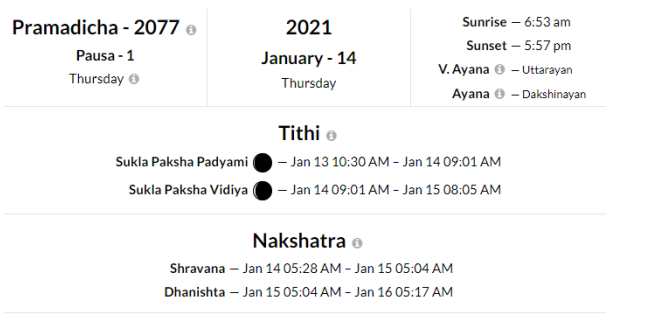 Pramadicha - 2077
Pausa - 1
Thursday
2021
January - 14
Thursday
Sunrise — 6:53 am
Sunset — 5:57 pm
V. Ayana — Uttarayan
Ayana — Dakshinayan
Tithi
Sukla Paksha Padyami — Jan 13 10:30 AM – Jan 14 09:01 AM
Sukla Paksha Vidiya — Jan 14 09:01 AM – Jan 15 08:05 AM
Nakshatra
Shravana — Jan 14 05:28 AM – Jan 15 05:04 AM
Dhanishta — Jan 15 05:04 AM – Jan 16 05:17 AM